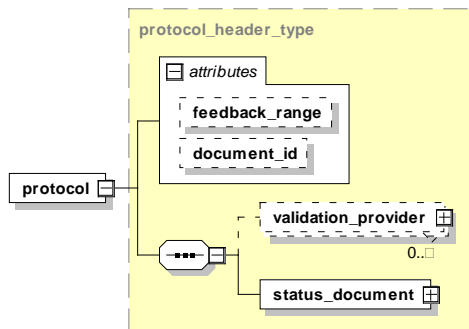 protocol_header_type
attributes
feedback_range
document_id
protocol
validation_provider
0..□
status_document